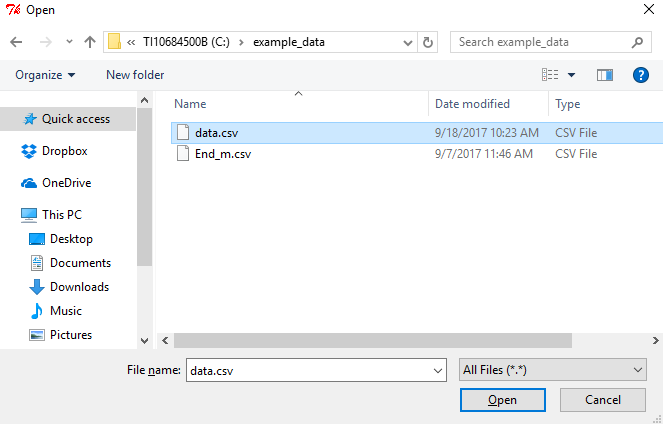 Open
« TI10684500B (C:) › example_data
Search example_data
Organize
New folder
?
Name
Date modified
Type
Quick access
Dropbox
OneDrive
This PC
Desktop
Documents
Downloads
Music
Pictures
data.csv 9/18/2017 10:23 AM CSV File
End_m.csv 9/7/2017 11:46 AM CSV File
File name: data.csv
All Files (*.*)
Open
Cancel